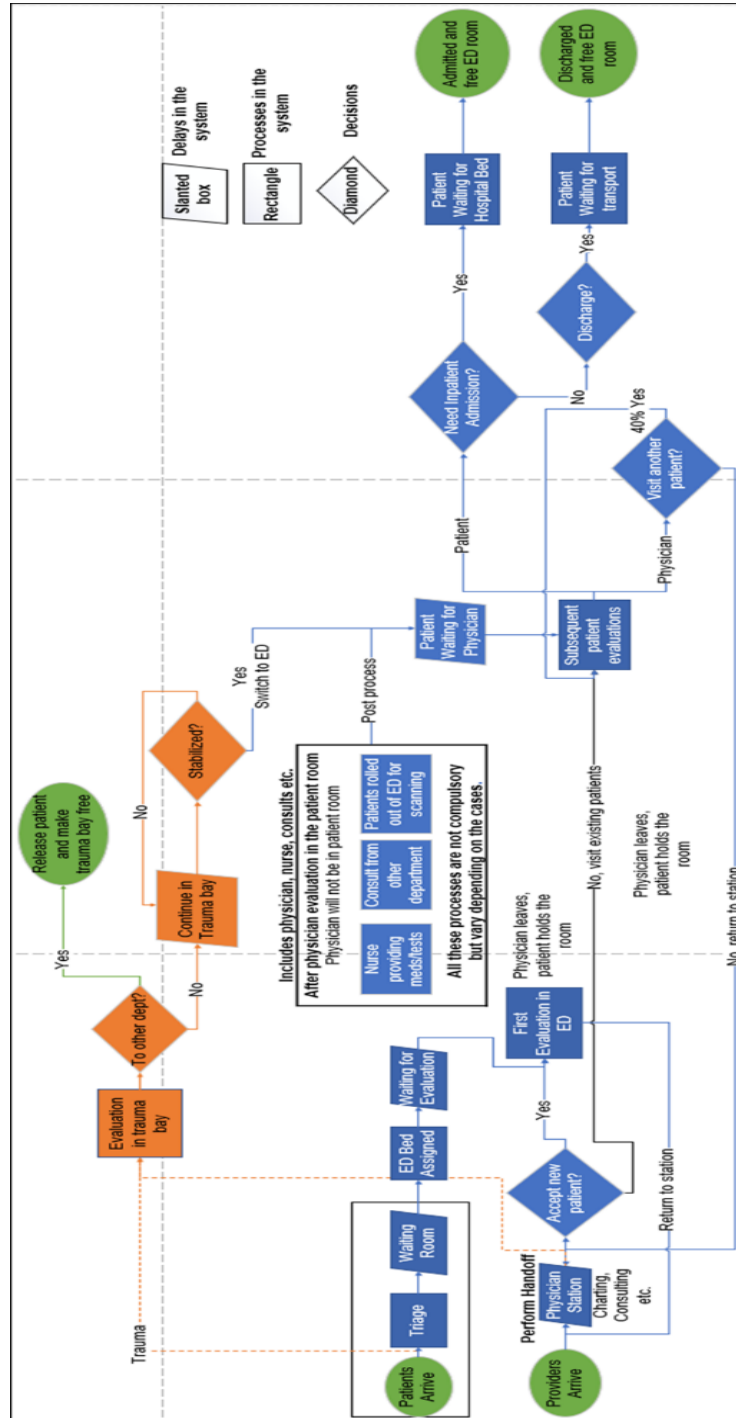 Release patient
and make
trauma bay free
Yes
Evaluation
in trauma
bay
To other dept?
No
Continue in
Trauma bay
No
Stabilized?
Yes
Switch to ED
Trauma
Slanted
box
Delays in the
system
Rectangle
Processes in the
system
Diamond
Decisions
Patients
Arrive
Triage
Waiting
Room
ED Bed
Assigned
Waiting for
Evaluation
Includes physician, nurse, consults etc.
After physician evaluation in the patient room
Physician will not be in patient room
Nurse
providing
meds/tests
Consult from
other
department
Patients rolled
out of ED for
scanning
All these processes are not compulsory
but vary depending on the cases.
Post process
Patient
Waiting for
Physician
Patient
Need Inpatient
Admission?
Yes
Patient
Waiting for
Hospital Bed
Admitted and
free ED room
No
Discharge?
Yes
Patient
Waiting for
transport
Discharged
and free ED
room
Providers
Arrive
Perform Handoff
Physician
Station
Charting,
Consulting
etc.
Accept new
patient?
Yes
First
Evaluation in
ED
Physician leaves,
patient holds the
room
No, visit existing patients
Subsequent
patient
evaluations
Physician leaves,
patient holds the
room
Physician
Visit another
patient?
40% Yes
Return to station
No, return to station